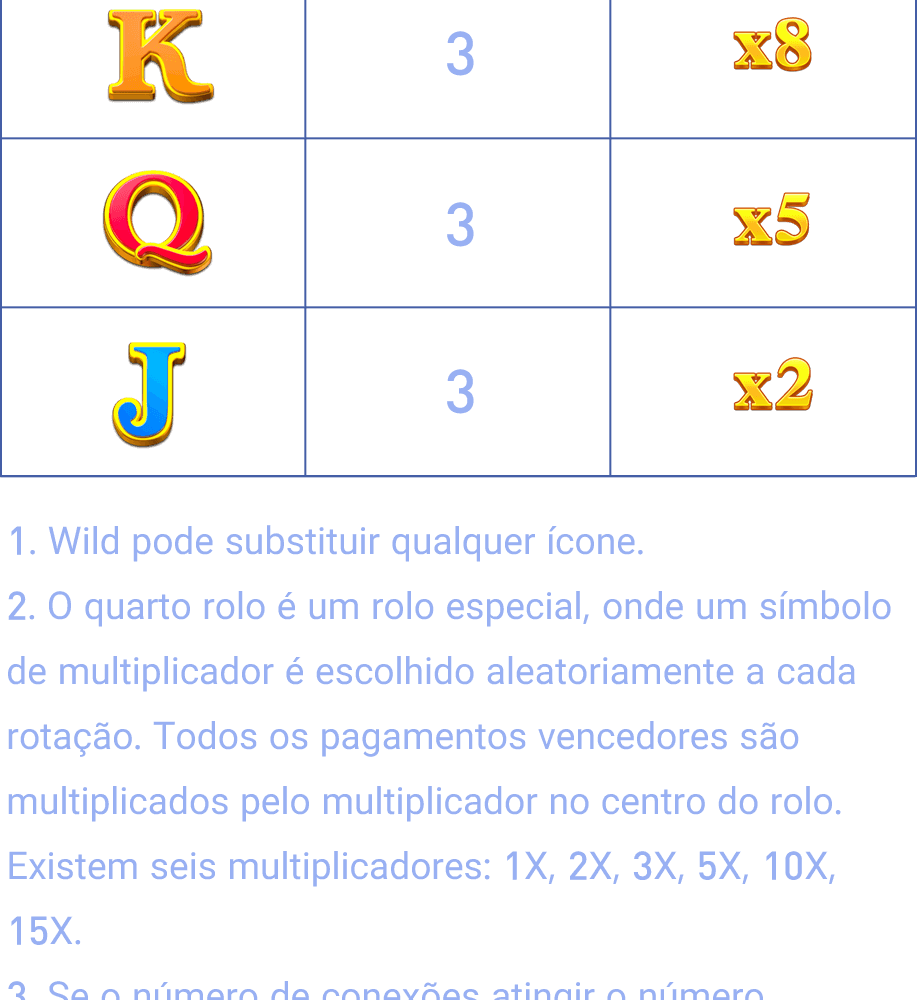 K 3 x8
Q 3 x5
J 3 x2
1. Wild pode substituir qualquer ícone.
2. O quarto rolo é um rolo especial, onde um símbolo
de multiplicador é escolhido aleatoriamente a cada
rotação. Todos os pagamentos vencedores são
multiplicados pelo multiplicador no centro do rolo.
Existem seis multiplicadores: 1X, 2X, 3X, 5X, 10X,
15X.
3. Se o número de conexões atingir o número